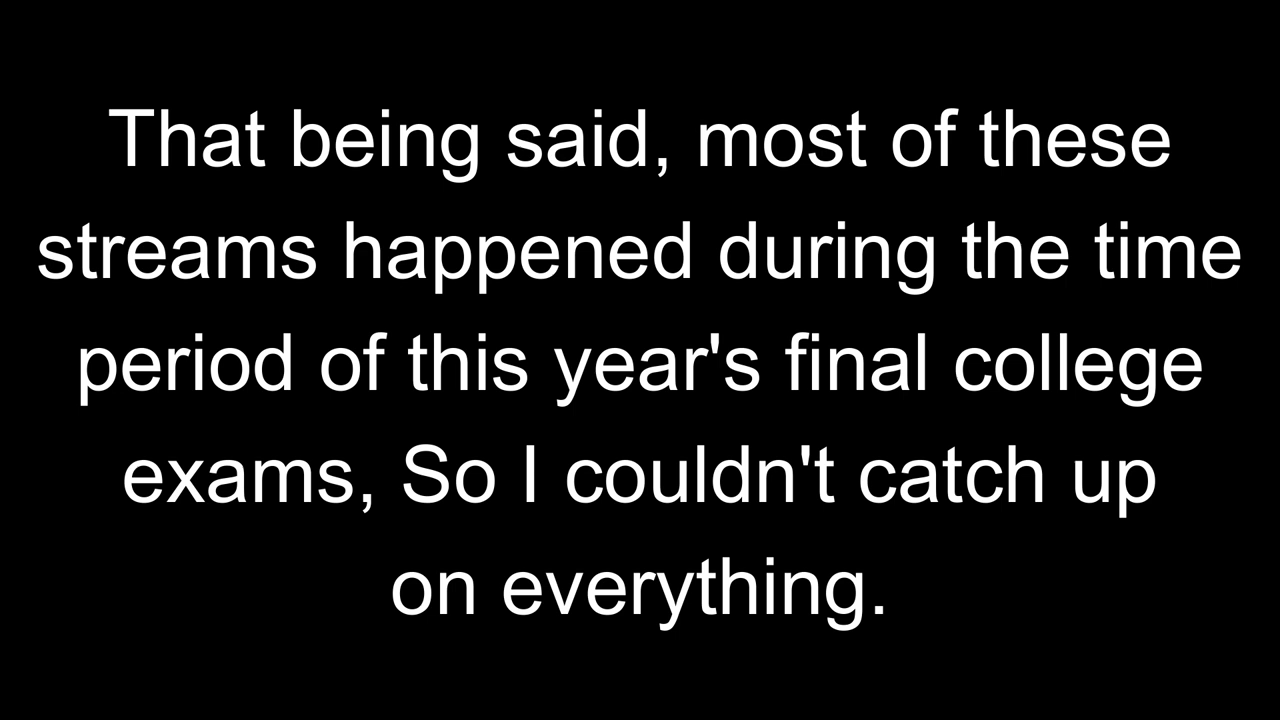 That being said, most of these
streams happened during the time
period of this year's final college
exams, So I couldn't catch up
on everything.